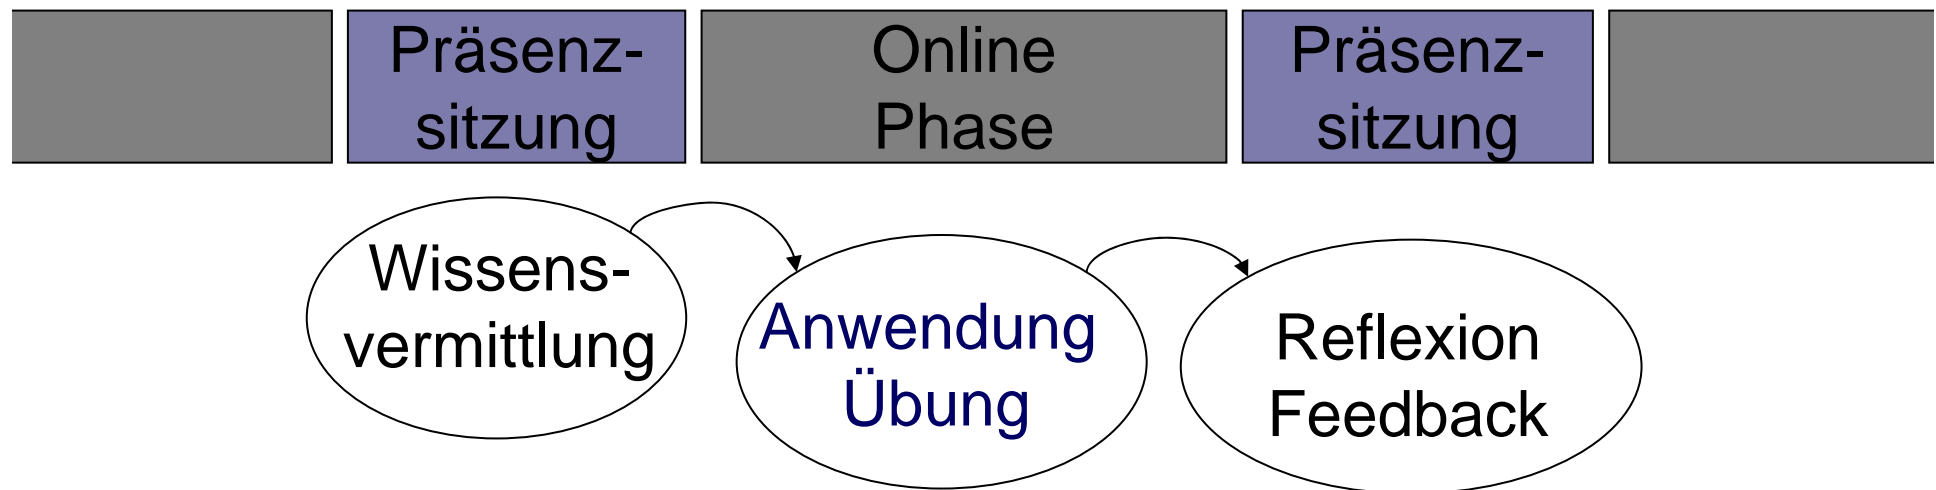 Präsenz-
sitzung
Online
Phase
Präsenz-
sitzung
Wissens-
vermittlung
Anwendung
Übung
Reflexion
Feedback